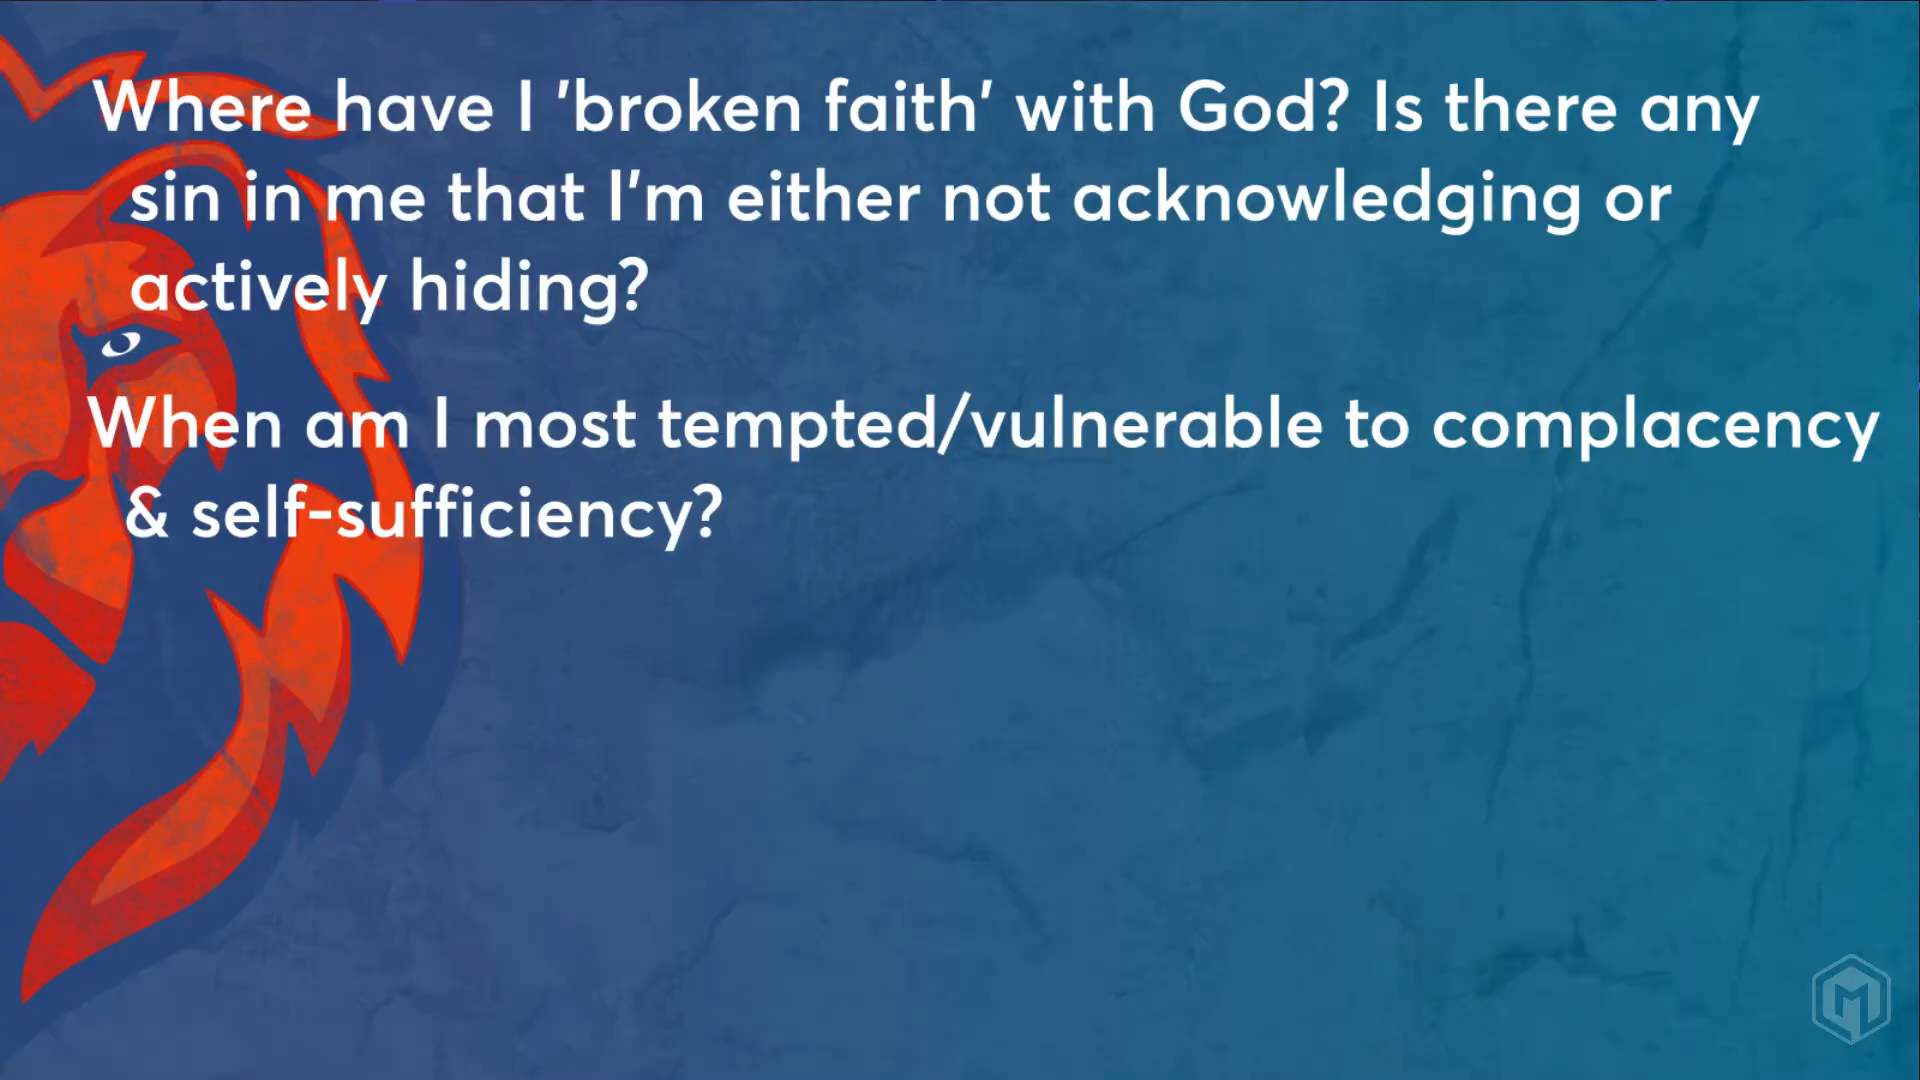 Where have I 'broken faith' with God? Is there any
sin in me that I'm either not acknowledging or
actively hiding?
When am I most tempted/vulnerable to complacency
& self-sufficiency?